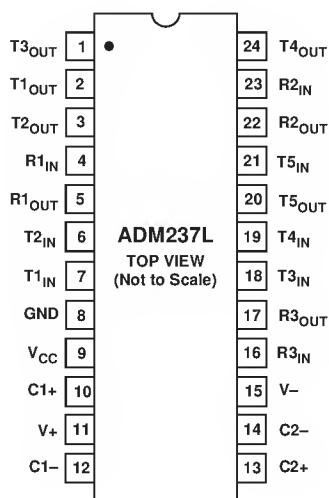 T3OUT 1 24 T4OUT
T1OUT 2 23 R2IN
T2OUT 3 22 R2OUT
R1IN 4 21 T5IN
R1OUT 5 20 T5OUT
T2IN 6 ADM237L 19 T4IN
TOP VIEW
T1IN 7 (Not to Scale) 18 T3IN
GND 8 17 R3OUT
VCC 9 16 R3IN
C1+ 10 15 V–
V+ 11 14 C2–
C1– 12 13 C2+